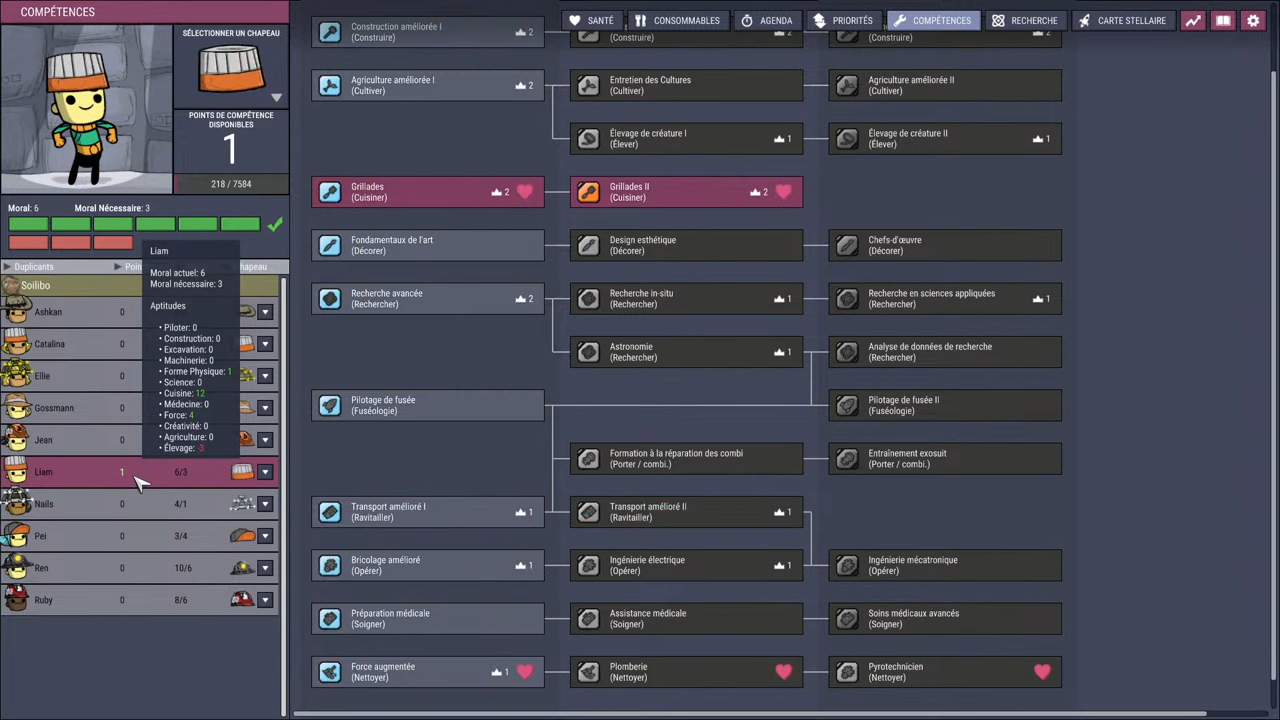 COMPÉTENCES
SANTÉ
CONSOMMABLES
AGENDA
PRIORITÉS
COMPÉTENCES
RECHERCHE
CARTE STELLAIRE
SÉLECTIONNER UN CHAPEAU
POINTS DE COMPÉTENCE
DISPONIBLES
1
218 / 7584
Moral: 6
Moral Nécessaire: 3
Duplicants
Soilibo
Ashkan 0
Catalina 0
Ellie 0
Gossmann 0
Jean 0
Liam 1 6/3
Nails 0 4/1
Pei 0 3/4
Ren 0 10/6
Ruby 0 8/6
Liam
Moral actuel: 6
Moral nécessaire: 3
Aptitudes
• Piloter: 0
• Construction: 0
• Excavation: 0
• Machinerie: 0
• Forme Physique: 1
• Science: 0
• Cuisine: 12
• Médecine: 0
• Force: 4
• Créativité: 0
• Agriculture: 0
• Élevage: -3
Construction améliorée I 2
(Construire)
(Construire) 2
(Construire) 2
Agriculture améliorée I 2
(Cultiver)
Entretien des Cultures
(Cultiver)
Agriculture améliorée II
(Cultiver)
Élevage de créature I 1
(Élever)
Élevage de créature II 1
(Élever)
Grillades 2
(Cuisiner)
Grillades II 2
(Cuisiner)
Fondamentaux de l'art
(Décorer)
Design esthétique
(Décorer)
Chefs-d'œuvre
(Décorer)
Recherche avancée 2
(Rechercher)
Recherche in-situ 1
(Rechercher)
Recherche en sciences appliquées 1
(Rechercher)
Astronomie 1
(Rechercher)
Analyse de données de recherche
(Rechercher)
Pilotage de fusée
(Fuséologie)
Pilotage de fusée II
(Fuséologie)
Formation à la réparation des combi
(Porter / combi.)
Entraînement exosuit
(Porter / combi.)
Transport amélioré I 1
(Ravitailler)
Transport amélioré II 1
(Ravitailler)
Bricolage amélioré 1
(Opérer)
Ingénierie électrique 1
(Opérer)
Ingénierie mécatronique
(Opérer)
Préparation médicale
(Soigner)
Assistance médicale
(Soigner)
Soins médicaux avancés
(Soigner)
Force augmentée 1
(Nettoyer)
Plomberie
(Nettoyer)
Pyrotechnicien
(Nettoyer)